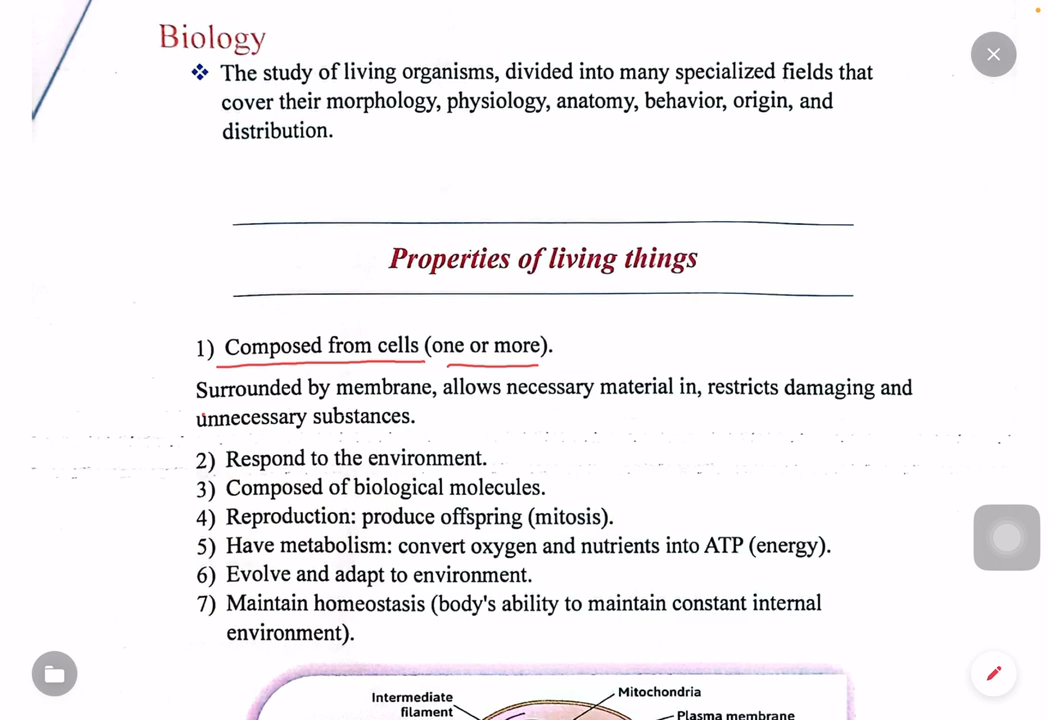 Biology
❖ The study of living organisms, divided into many specialized fields that
cover their morphology, physiology, anatomy, behavior, origin, and
distribution.
Properties of living things
1) Composed from cells (one or more).
Surrounded by membrane, allows necessary material in, restricts damaging and
unnecessary substances.
2) Respond to the environment.
3) Composed of biological molecules.
4) Reproduction: produce offspring (mitosis).
5) Have metabolism: convert oxygen and nutrients into ATP (energy).
6) Evolve and adapt to environment.
7) Maintain homeostasis (body's ability to maintain constant internal
environment).
Intermediate
filament
Mitochondria
Plasma membrane